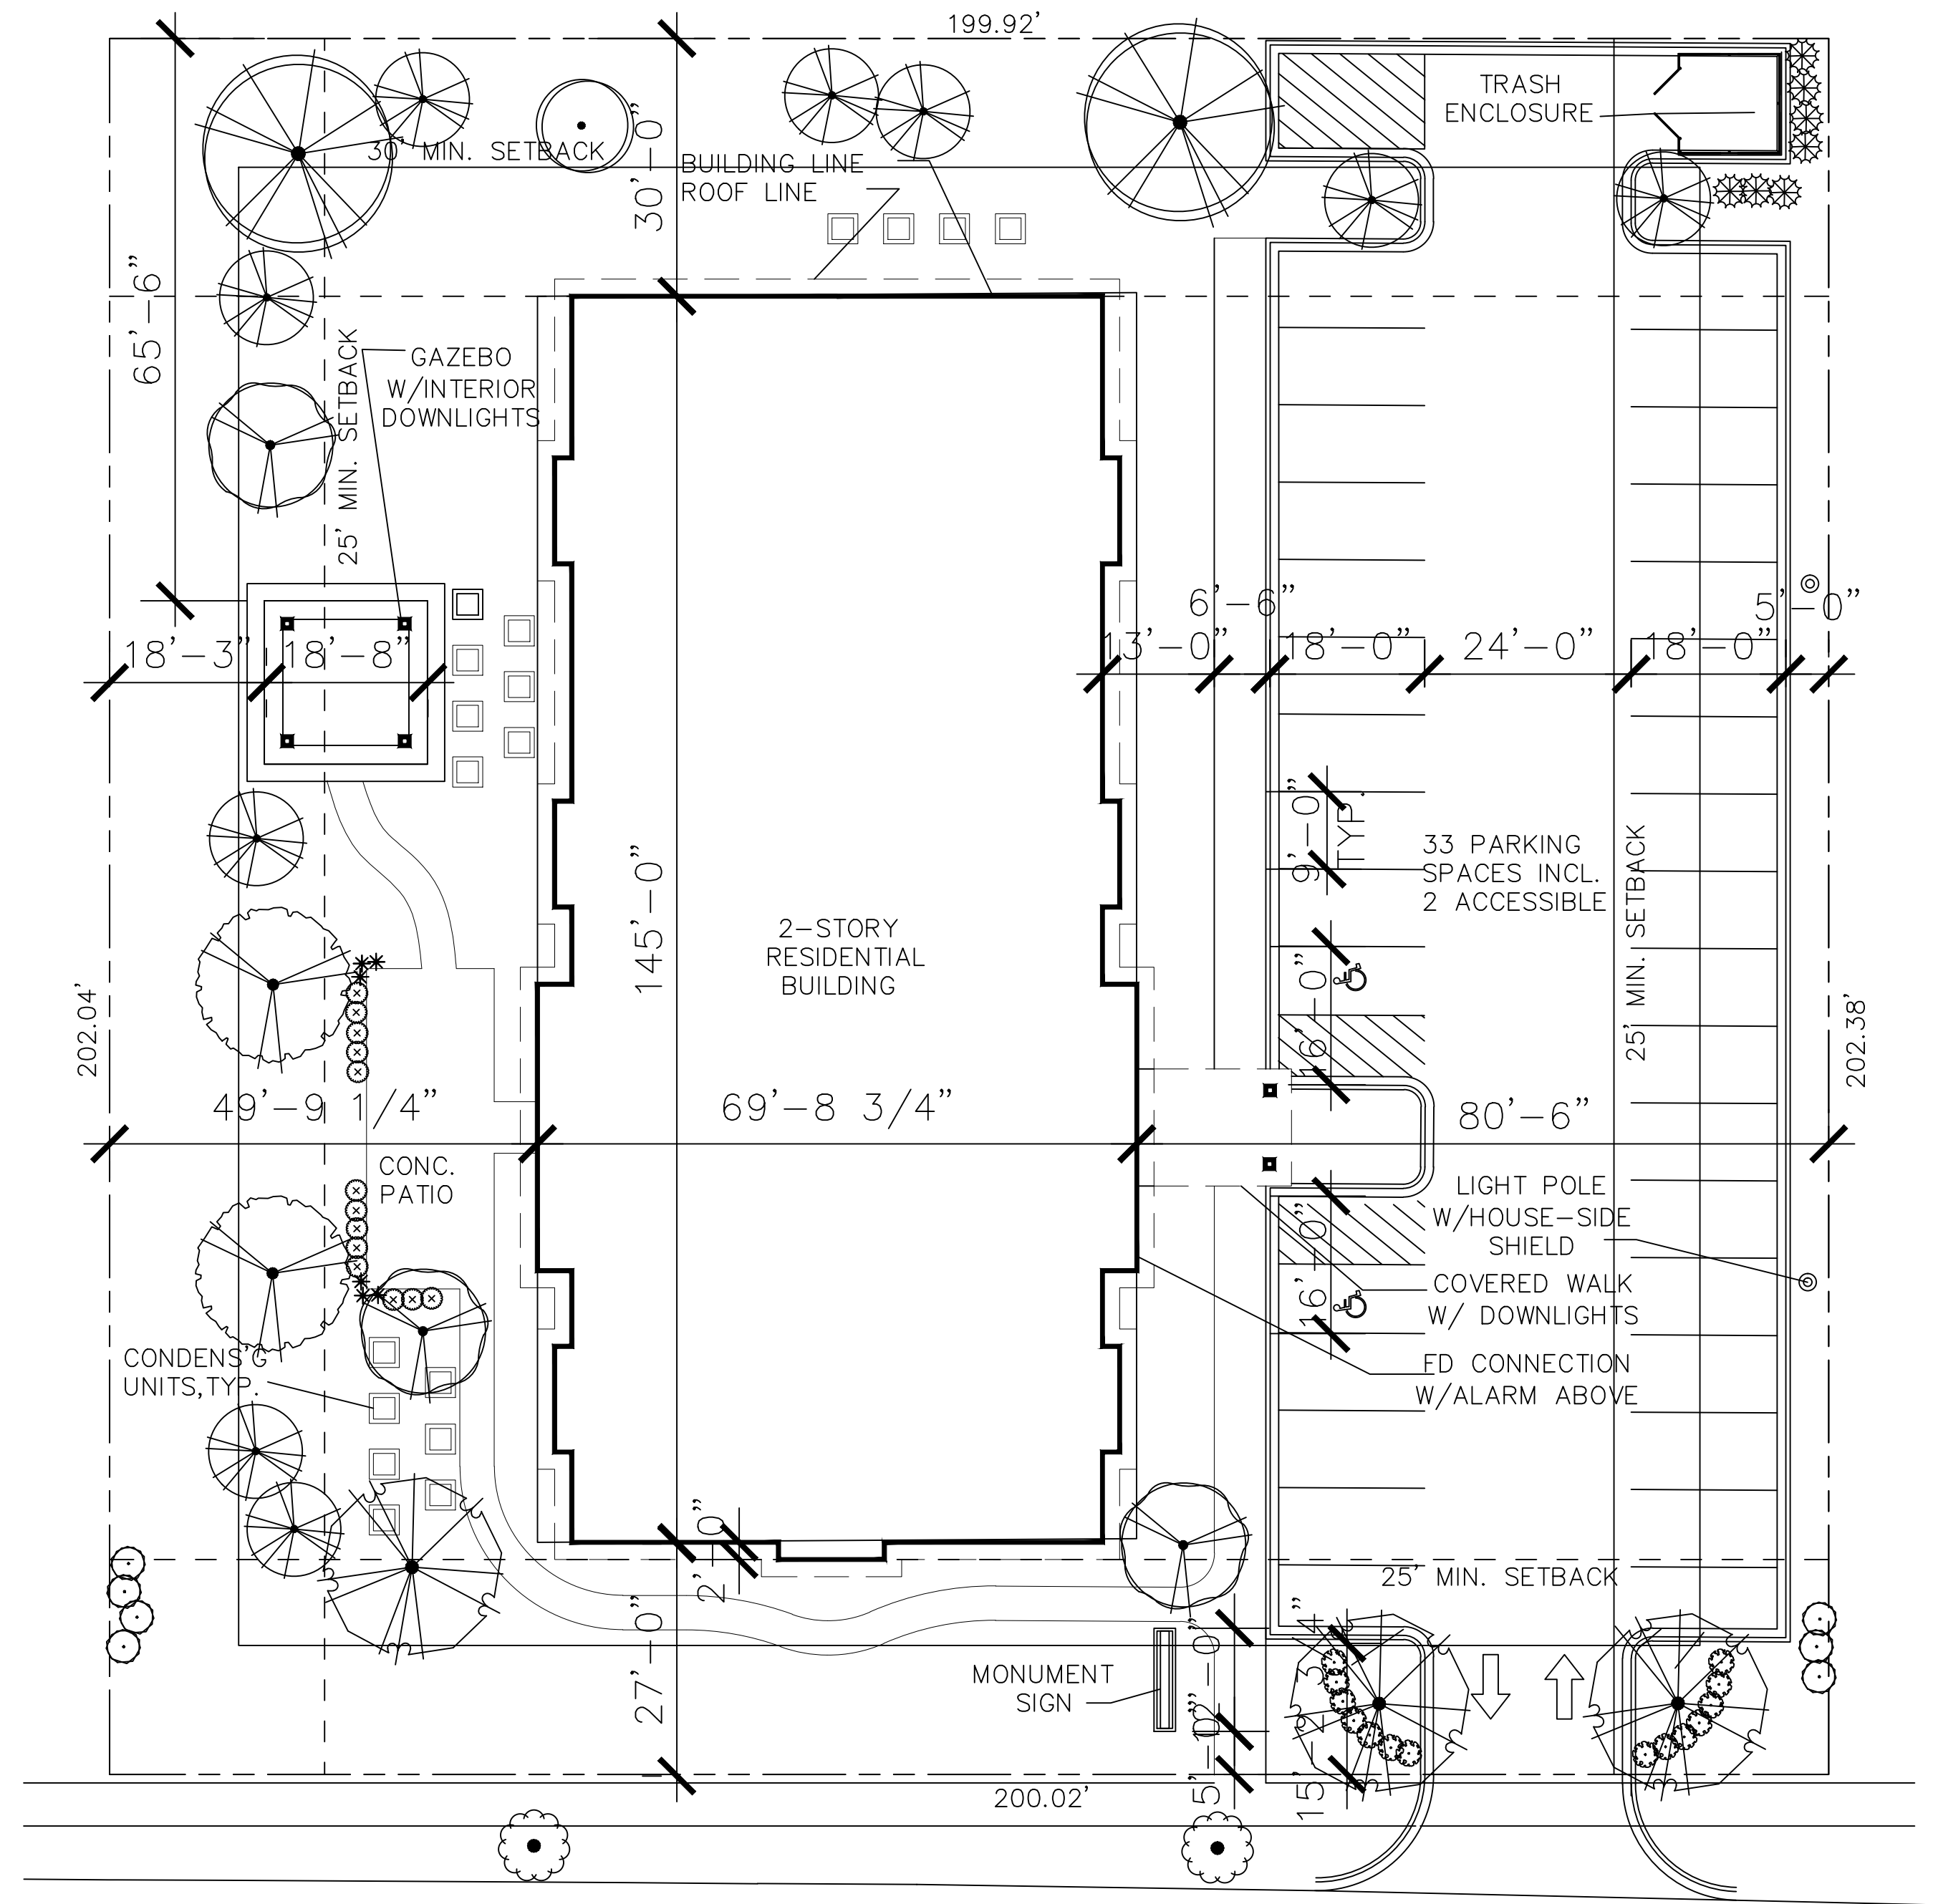 199.92'
TRASH
ENCLOSURE
30' MIN. SETBACK
30'-0"
BUILDING LINE
ROOF LINE
65'-6"
25' MIN. SETBACK
GAZEBO
W/INTERIOR
DOWNLIGHTS
6'-6"
5'-0"
18'-3"
18'-8"
13'-0"
18'-0"
24'-0"
18'-0"
9'-0"
TYP.
33 PARKING
SPACES INCL.
2 ACCESSIBLE
25' MIN. SETBACK
145'-0"
2-STORY
RESIDENTIAL
BUILDING
16'-0"
202.04'
202.38'
49'-9 1/4"
69'-8 3/4"
80'-6"
CONC.
PATIO
LIGHT POLE
W/HOUSE-SIDE
SHIELD
16'-0"
COVERED WALK
W/ DOWNLIGHTS
CONDENS'G
UNITS,TYP.
FD CONNECTION
W/ALARM ABOVE
2'-0"
25' MIN. SETBACK
27'-0"
MONUMENT
SIGN
200.02'